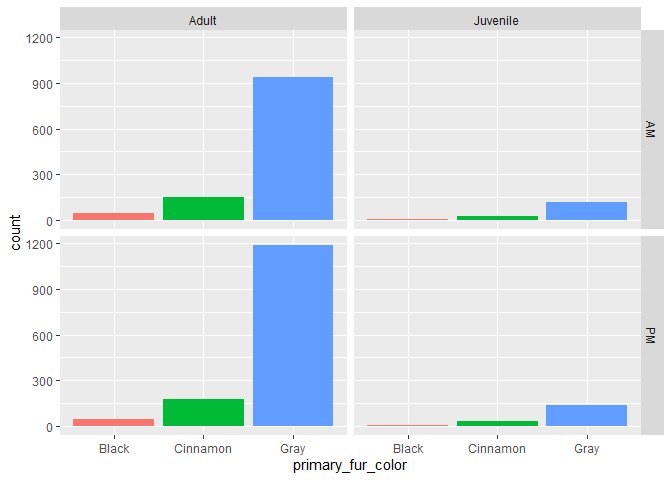 Adult Juvenile
1200
900
600
300
0
AM
1200
900
600
300
0
PM
count
Black Cinnamon Gray Black Cinnamon Gray
primary_fur_color